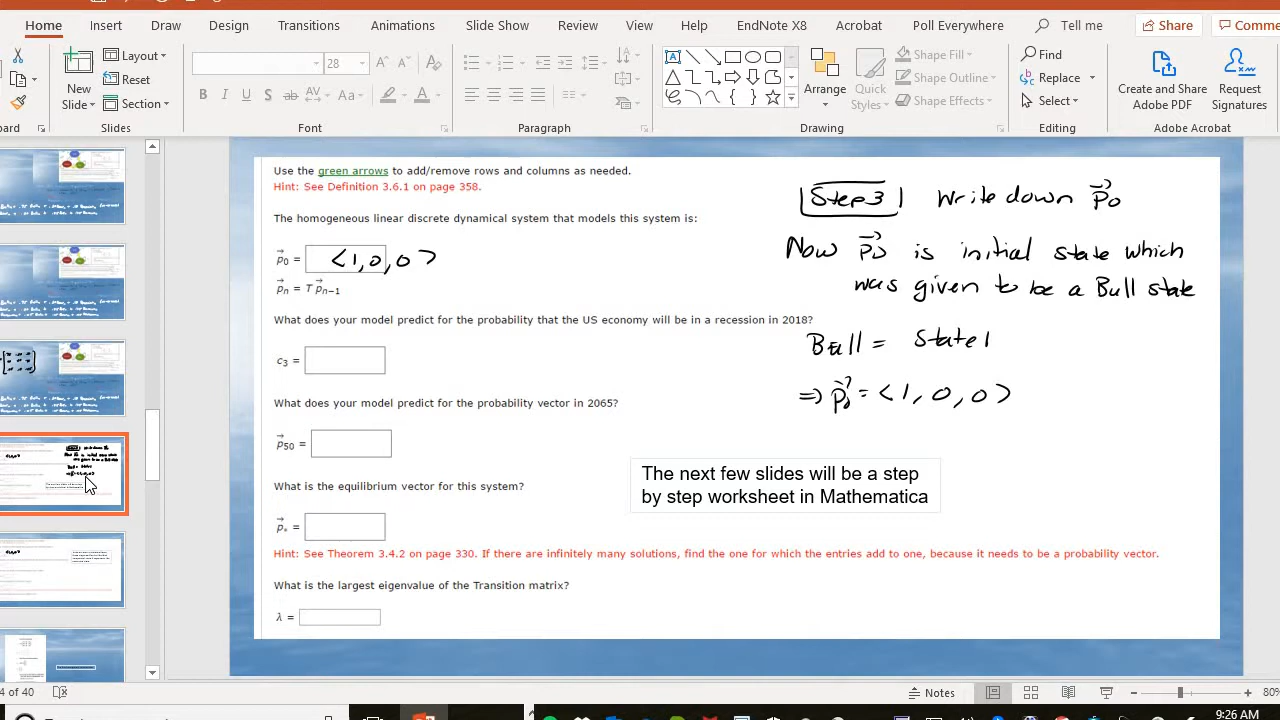 Home Insert Draw Design Transitions Animations Slide Show Review View Help EndNote X8 Acrobat Poll Everywhere Tell me Share
New Slide
Layout
Reset
Section
28
Shape Fill
Shape Outline
Shape Effects
Arrange
Quick Styles
Find
Replace
Select
Create and Share Adobe PDF
Request Signatures
Slides Font Paragraph Drawing Editing Adobe Acrobat
Use the green arrows to add/remove rows and columns as needed.
Hint: See Definition 3.6.1 on page 358.
The homogeneous linear discrete dynamical system that models this system is:
p0 = <1,0,0>
pn = T pn−1
What does your model predict for the probability that the US economy will be in a recession in 2018?
c3 =
What does your model predict for the probability vector in 2065?
p50 =
What is the equilibrium vector for this system?
p* =
Hint: See Theorem 3.4.2 on page 330. If there are infinitely many solutions, find the one for which the entries add to one, because it needs to be a probability vector.
What is the largest eigenvalue of the Transition matrix?
λ =
Step 3 Write down p0
Now p0 is initial state which
was given to be a Bull state
Bull = State 1
⇒ p0 = <1, 0, 0>
The next few slides will be a step
by step worksheet in Mathematica
Notes
80%
9:26 AM